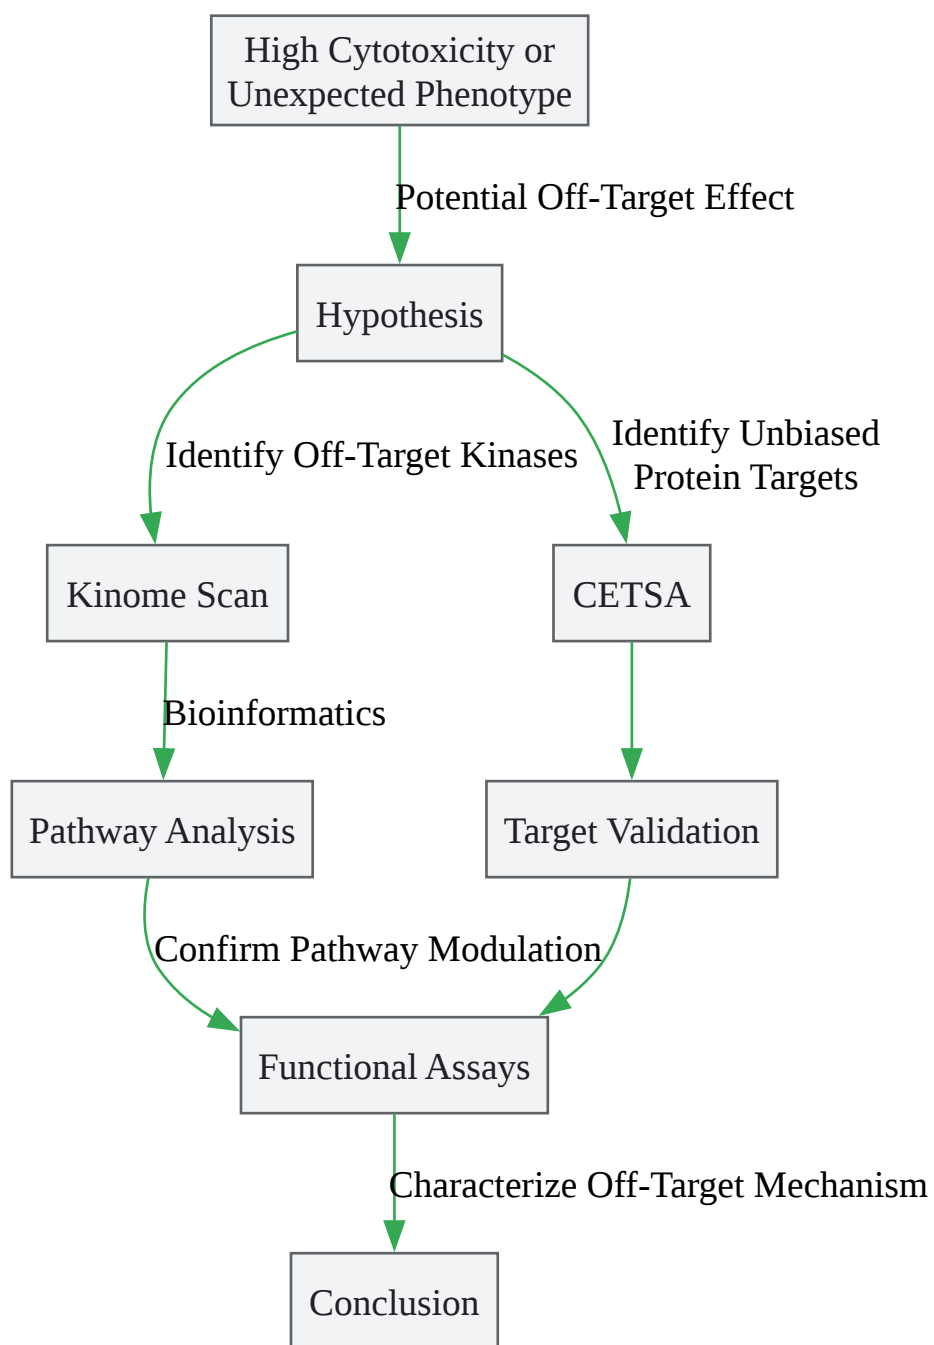 High Cytotoxicity or
Unexpected Phenotype
Potential Off-Target Effect
Hypothesis
Identify Off-Target Kinases
Identify Unbiased
Protein Targets
Kinome Scan
CETSA
Bioinformatics
Pathway Analysis
Target Validation
Confirm Pathway Modulation
Functional Assays
Characterize Off-Target Mechanism
Conclusion